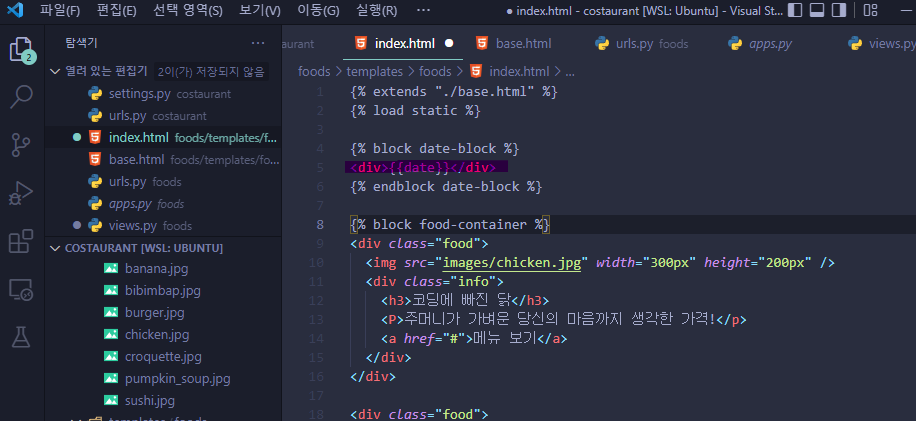 파일(F) 편집(E) 선택 영역(S) 보기(V) 이동(G) 실행(R) ··· ● index.html - costaurant [WSL: Ubuntu] - Visual St...
탐색기 ···
열려 있는 편집기 2이(가) 저장되지 않음
settings.py costaurant
urls.py costaurant
index.html foods/templates/f...
base.html foods/templates/fo...
urls.py foods
apps.py foods
views.py foods
COSTAURANT [WSL: UBUNTU]
banana.jpg
bibimbap.jpg
burger.jpg
chicken.jpg
croquette.jpg
pumpkin_soup.jpg
sushi.jpg
templates/foods
2
aurant index.html ● base.html urls.py foods apps.py views.py
foods > templates > foods > index.html > ...
1 {% extends "./base.html" %}
2 {% load static %}
3
4 {% block date-block %}
5 <div>{{date}}</div>
6 {% endblock date-block %}
7
8 {% block food-container %}
9 <div class="food">
10 <img src="images/chicken.jpg" width="300px" height="200px" />
11 <div class="info">
12 <h3>코딩에 빠진 닭</h3>
13 <P>주머니가 가벼운 당신의 마음까지 생각한 가격!</p>
14 <a href="#">메뉴 보기</a>
15 </div>
16 </div>
17
18 <div class="food">